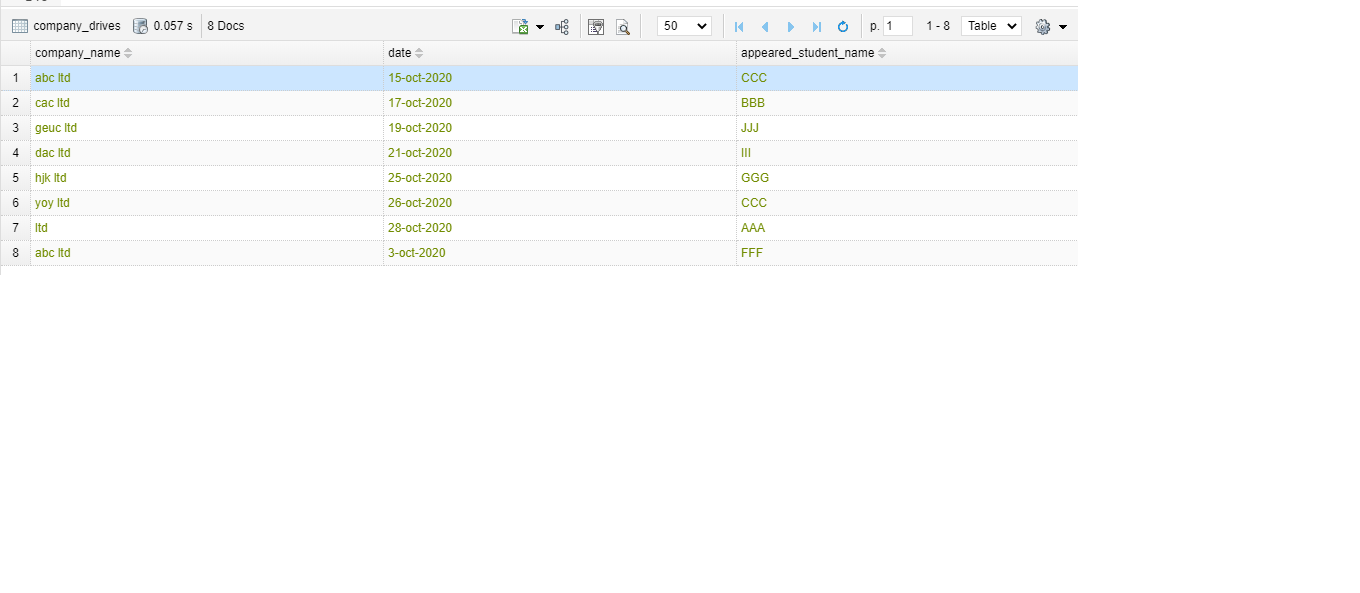 company_drives 0.057 s 8 Docs 50 p. 1 1 - 8 Table
company_name date appeared_student_name
1 abc ltd 15-oct-2020 CCC
2 cac ltd 17-oct-2020 BBB
3 geuc ltd 19-oct-2020 JJJ
4 dac ltd 21-oct-2020 III
5 hjk ltd 25-oct-2020 GGG
6 yoy ltd 26-oct-2020 CCC
7 ltd 28-oct-2020 AAA
8 abc ltd 3-oct-2020 FFF